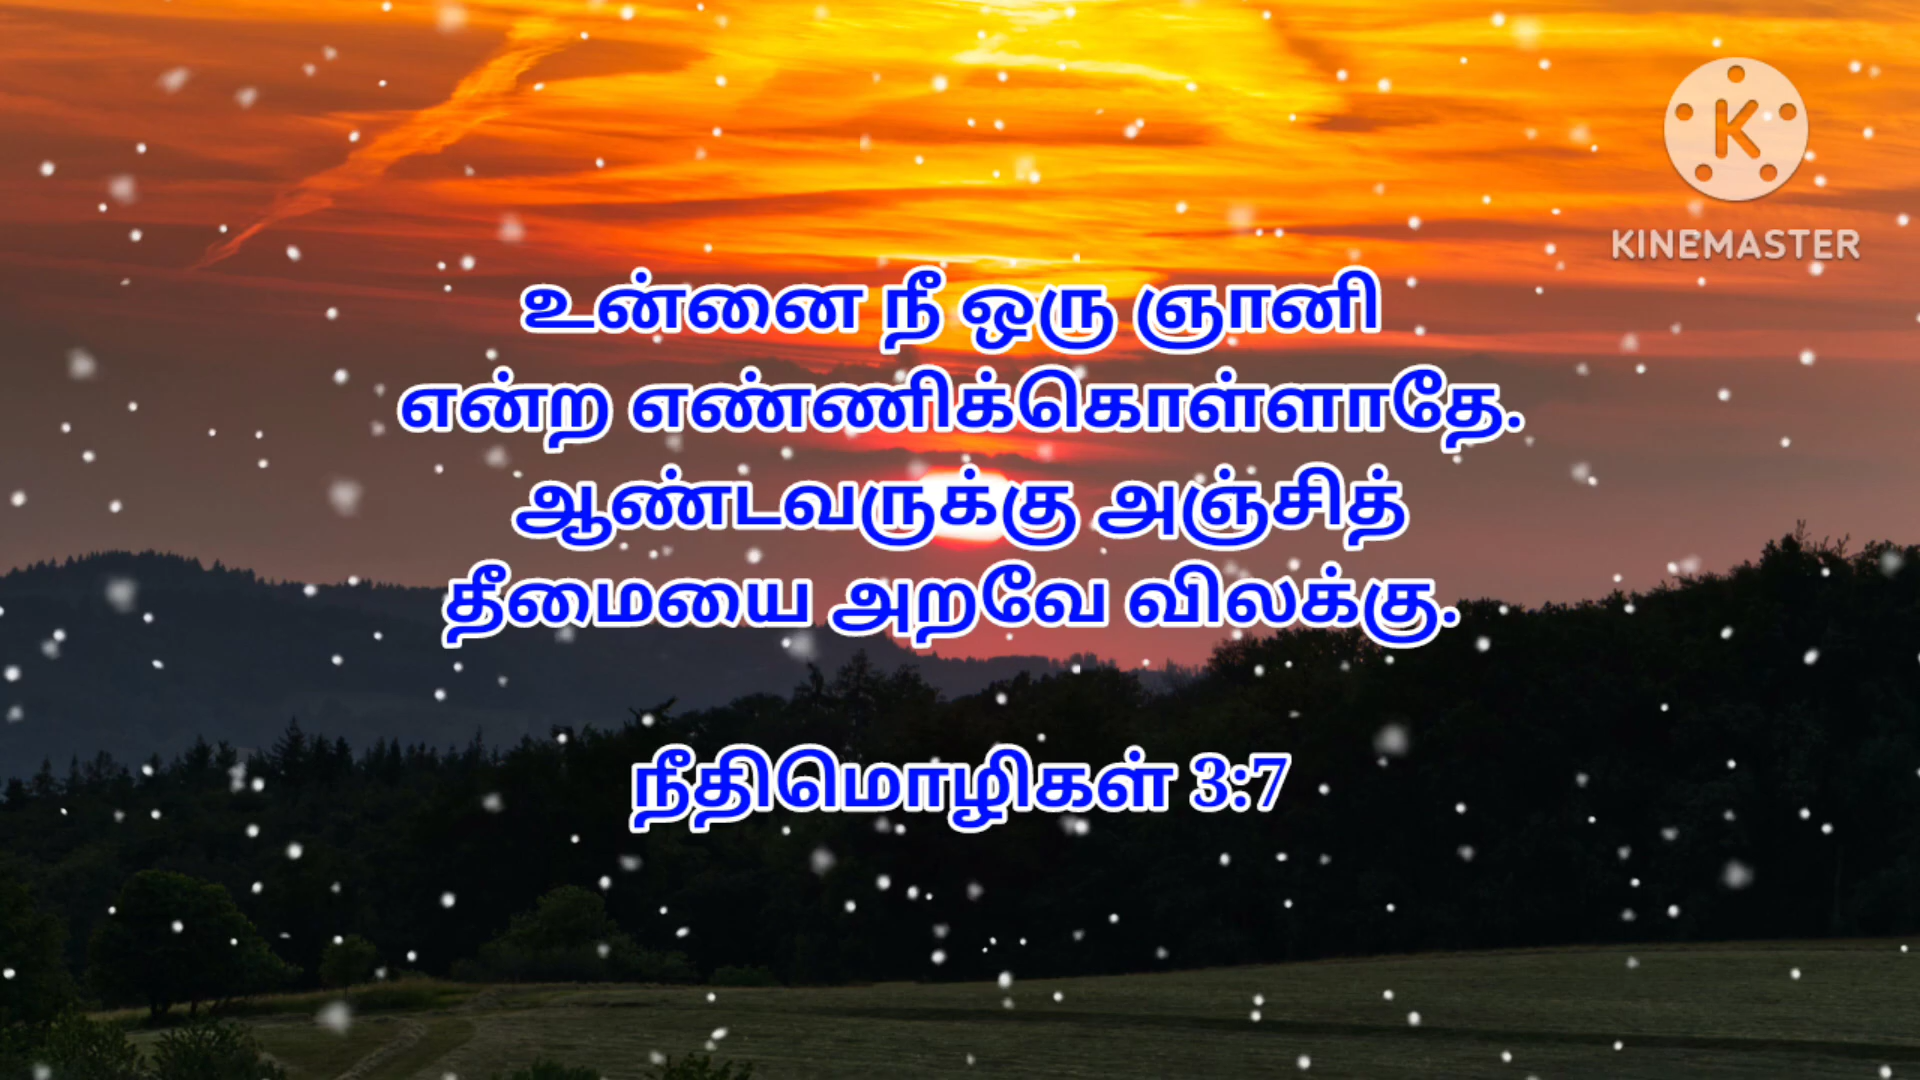 உன்னை நீ ஒரு ஞானி
என்ற எண்ணிக்கொள்ளாதே.
ஆண்டவருக்கு அஞ்சித்
தீமையை அறவே விலக்கு.
நீதிமொழிகள் 3:7
K
KINEMASTER